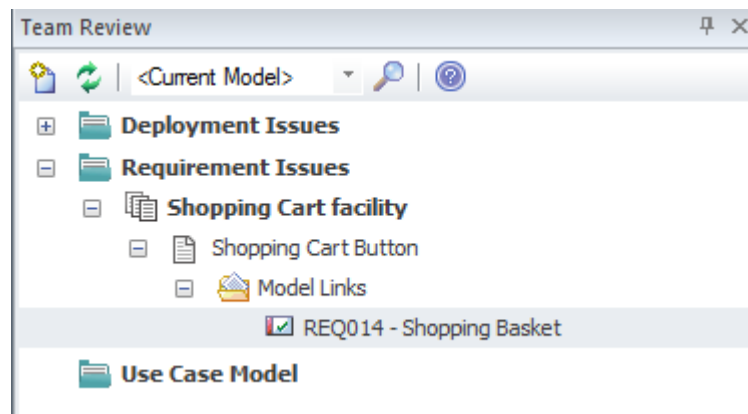 Team Review
<Current Model>
Deployment Issues
Requirement Issues
Shopping Cart facility
Shopping Cart Button
Model Links
REQ014 - Shopping Basket
Use Case Model